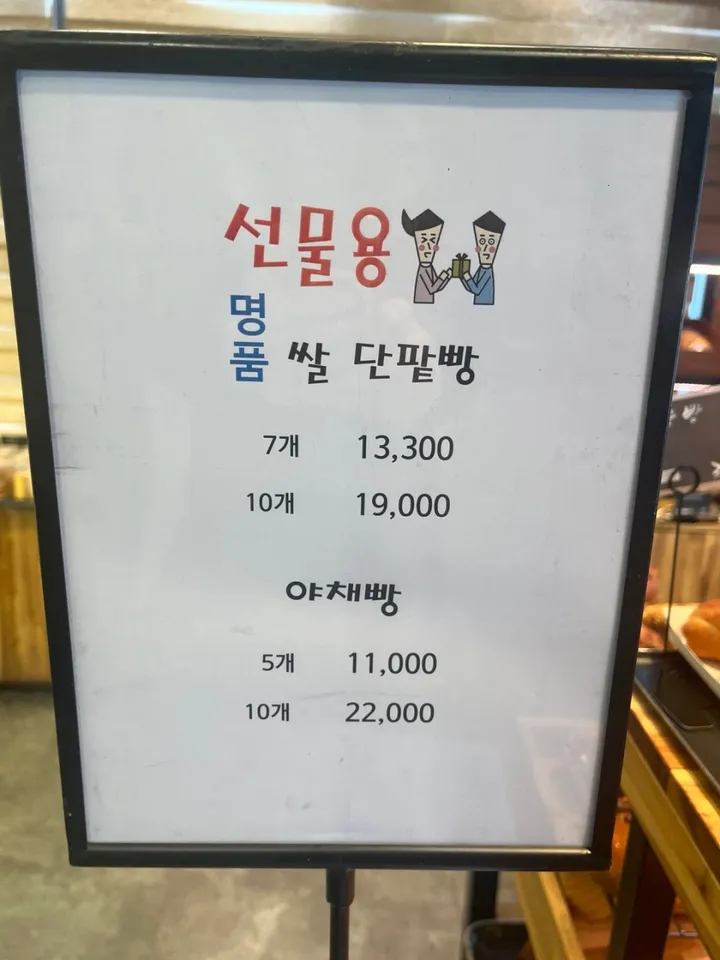 선물용
명품 쌀 단팥빵
7개 13,300
10개 19,000
야채빵
5개 11,000
10개 22,000